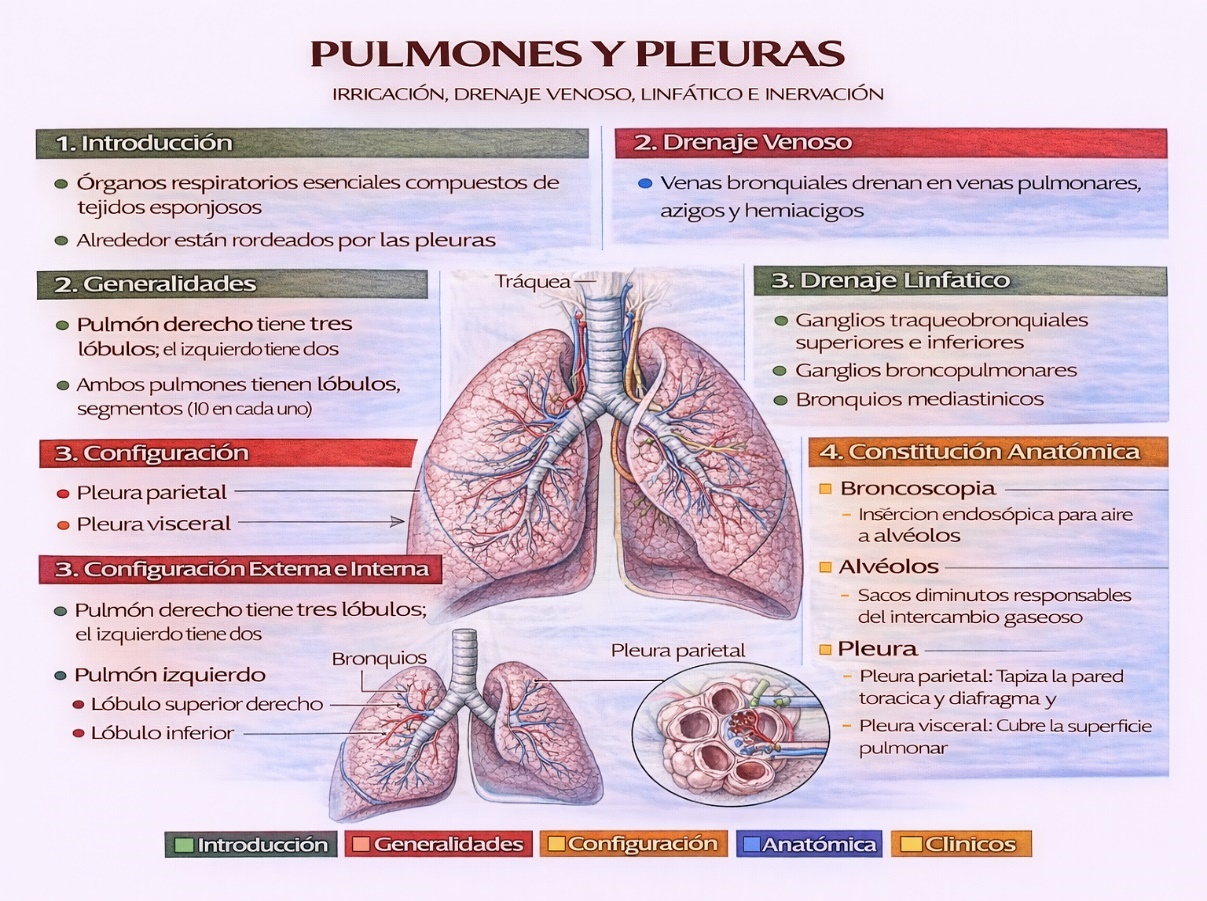 PULMONES Y PLEURAS
IRRIGACIÓN, DRENAJE VENOSO, LINFÁTICO E INERVACIÓN
1. Introducción
Órganos respiratorios esenciales compuestos de
tejidos esponjosos
Alrededor están rordeados por las pleuras
2. Generalidades
Pulmón derecho tiene tres
lóbulos; el izquierdo tiene dos
Ambos pulmones tienen lóbulos,
segmentos (10 en cada uno)
3. Configuración
Pleura parietal
Pleura visceral
3. Configuración Externa e Interna
Pulmón derecho tiene tres lóbulos;
el izquierdo tiene dos
Pulmón izquierdo
Lóbulo superior derecho
Lóbulo inferior
Tráquea
Bronquios
Pleura parietal
2. Drenaje Venoso
Venas bronquiales drenan en venas pulmonares,
azigos y hemiacigos
3. Drenaje Linfatico
Ganglios traqueobronquiales
superiores e inferiores
Ganglios broncopulmonares
Bronquios mediastinicos
4. Constitución Anatómica
Broncoscopia
– Insércion endosópica para aire
a alvéolos
Alvéolos
– Sacos diminutos responsables
del intercambio gaseoso
Pleura
– Pleura parietal: Tapiza la pared
toracica y diafragma y
– Pleura visceral: Cubre la superficie
pulmonar
Introducción
Generalidades
Configuración
Anatómica
Clinicos